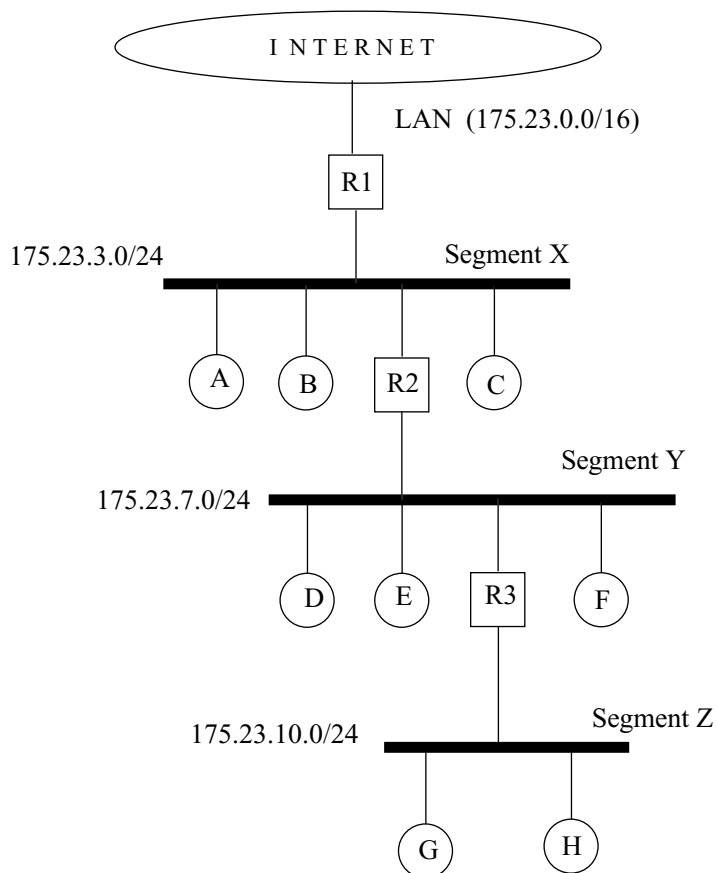 I N T E R N E T
LAN (175.23.0.0/16)
R1
175.23.3.0/24
Segment X
A
B
R2
C
Segment Y
175.23.7.0/24
D
E
R3
F
Segment Z
175.23.10.0/24
G
H